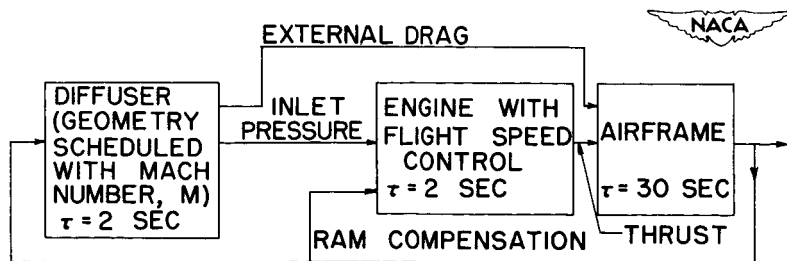 NACA
EXTERNAL DRAG
DIFFUSER
(GEOMETRY
SCHEDULED
WITH MACH
NUMBER, M)
τ = 2 SEC
INLET
PRESSURE
ENGINE WITH
FLIGHT SPEED
CONTROL
τ = 2 SEC
AIRFRAME
τ = 30 SEC
RAM COMPENSATION
THRUST